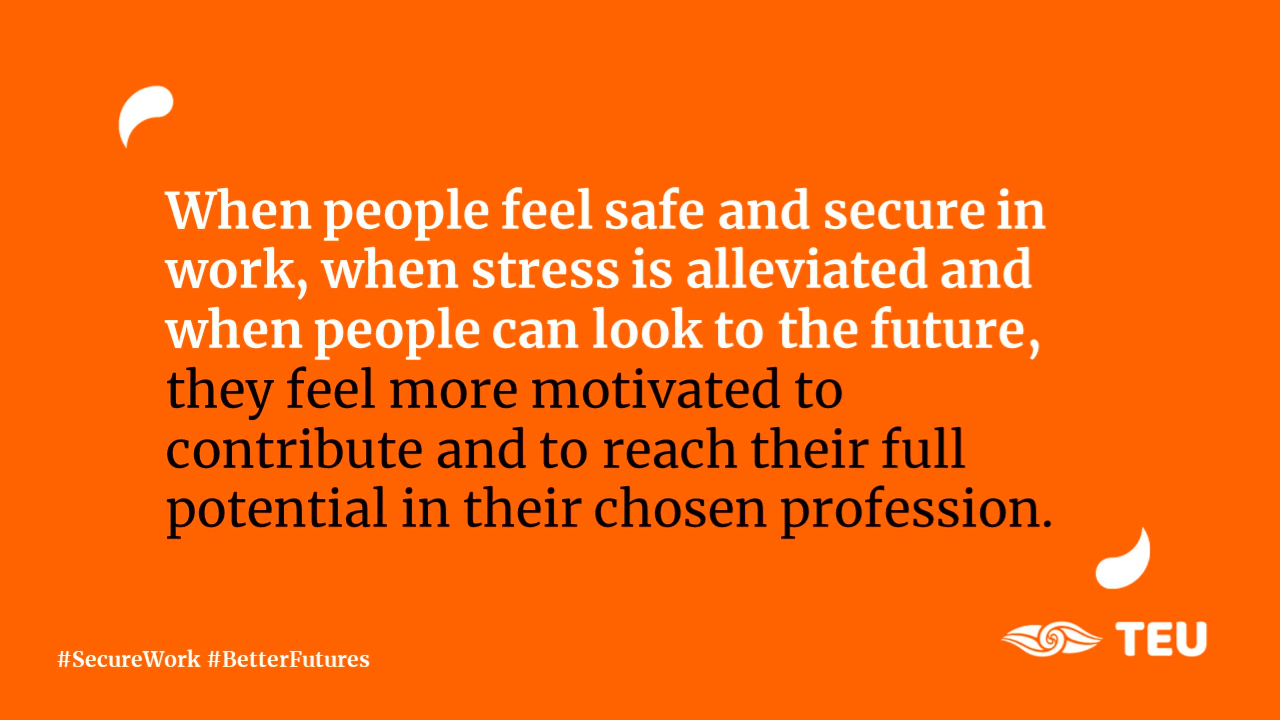 When people feel safe and secure in
work, when stress is alleviated and
when people can look to the future,
they feel more motivated to
contribute and to reach their full
potential in their chosen profession.
#SecureWork #BetterFutures
TEU